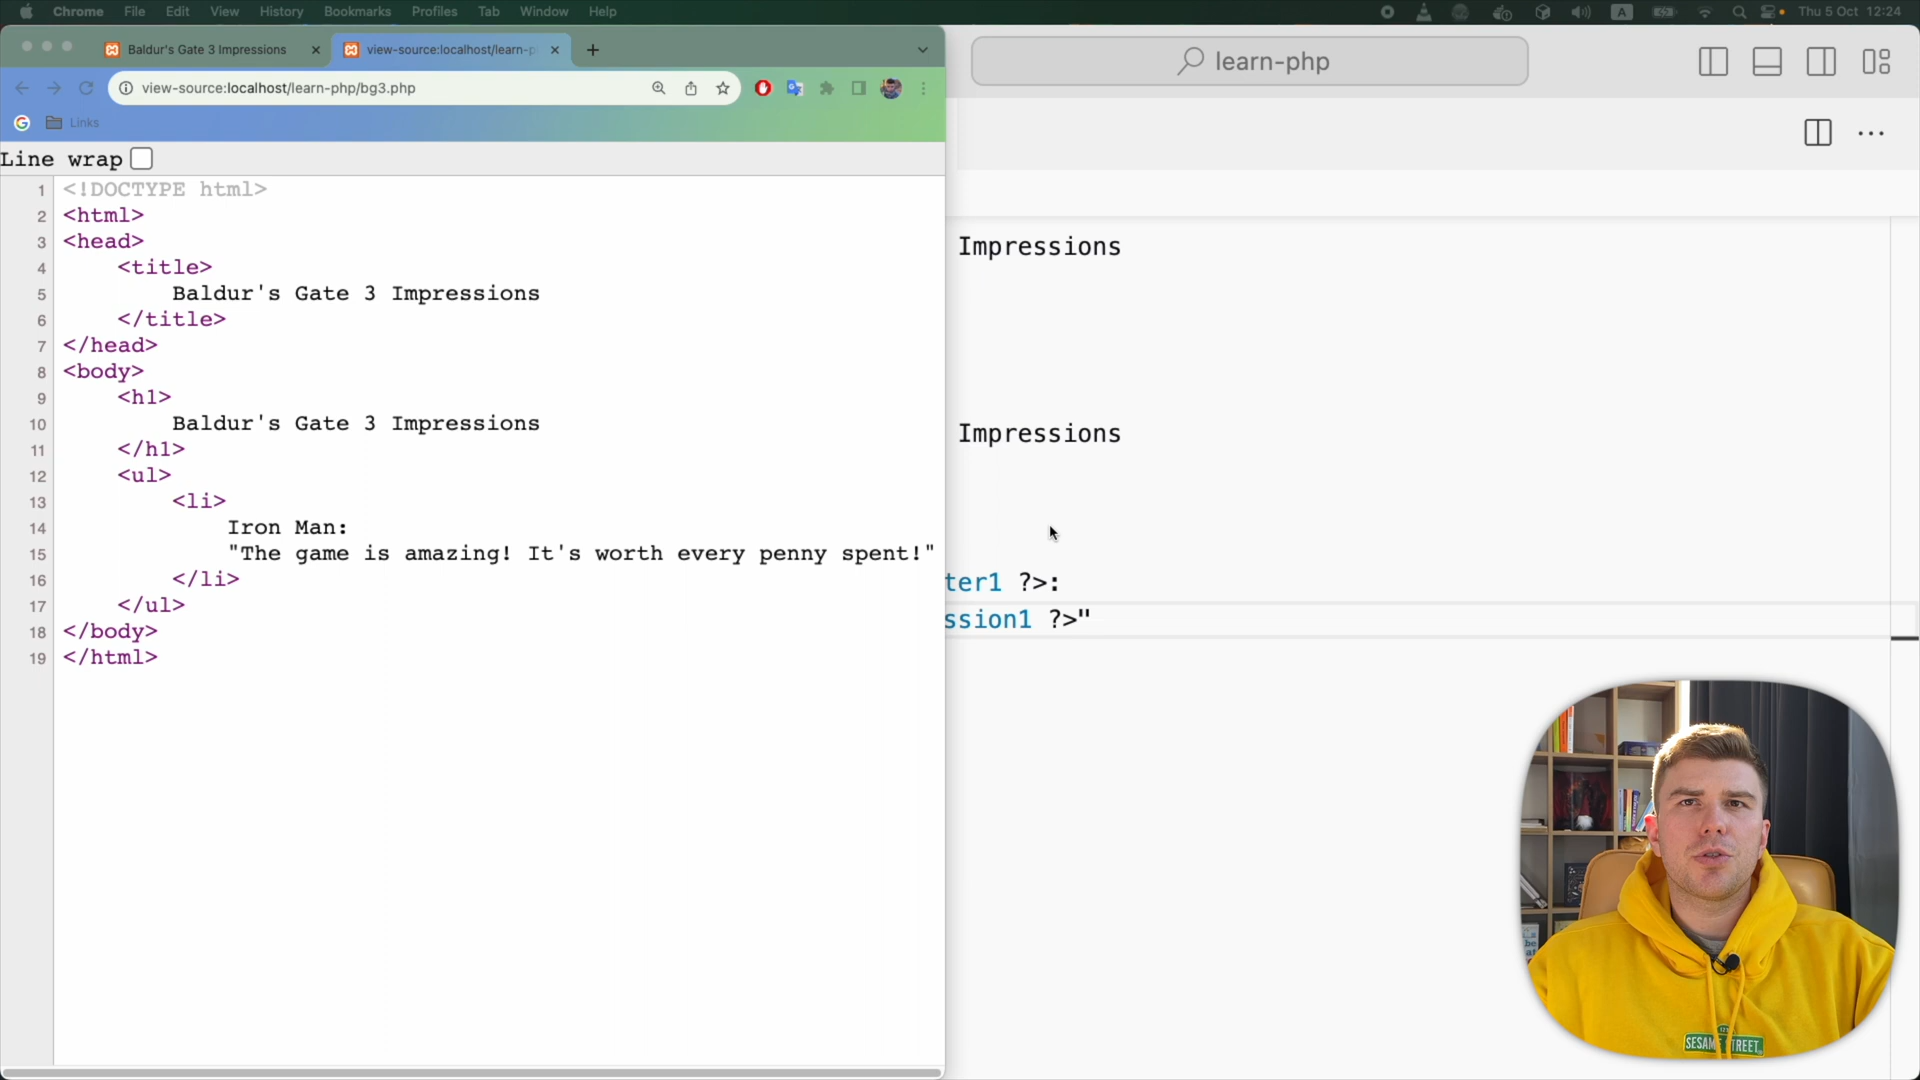 Chrome File Edit View History Bookmarks Profiles Tab Window Help
A
Thu 5 Oct 12:24
Baldur's Gate 3 Impressions
view-source:localhost/learn-p
view-source:localhost/learn-php/bg3.php
Links
Line wrap
1 <!DOCTYPE html>
2 <html>
3 <head>
4 <title>
5 Baldur's Gate 3 Impressions
6 </title>
7 </head>
8 <body>
9 <h1>
10 Baldur's Gate 3 Impressions
11 </h1>
12 <ul>
13 <li>
14 Iron Man:
15 "The game is amazing! It's worth every penny spent!"
16 </li>
17 </ul>
18 </body>
19 </html>
learn-php
Impressions
Impressions
ter1 ?>:
ssion1 ?>"
SESAME STREET